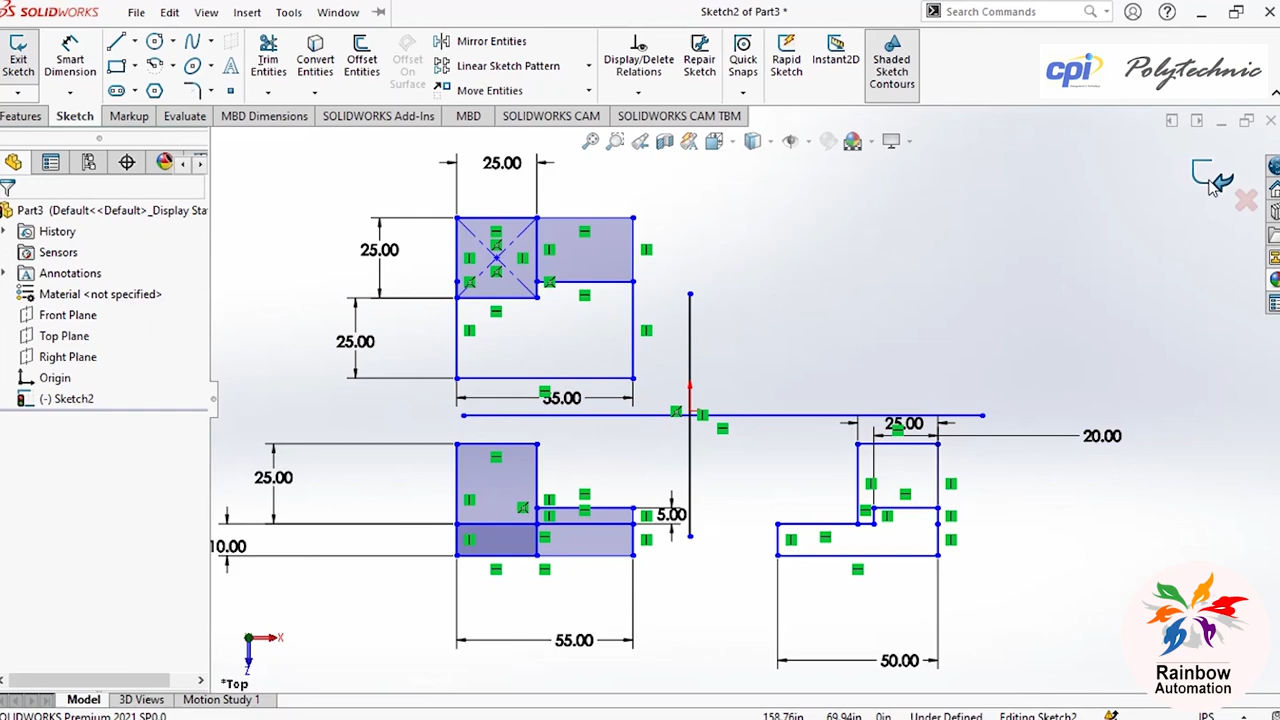 SOLIDWORKS File Edit View Insert Tools Window Sketch2 of Part3 * Search Commands
Exit Sketch
Smart Dimension
Trim Entities
Convert Entities
Offset Entities
Offset On Surface
Mirror Entities
Linear Sketch Pattern
Move Entities
Display/Delete Relations
Repair Sketch
Quick Snaps
Rapid Sketch
Instant2D
Shaded Sketch Contours
cpi Polytechnic
Features Sketch Markup Evaluate MBD Dimensions SOLIDWORKS Add-Ins MBD SOLIDWORKS CAM SOLIDWORKS CAM TBM
Part3 (Default<<Default>_Display Sta
History
Sensors
Annotations
Material <not specified>
Front Plane
Top Plane
Right Plane
Origin
(-) Sketch2
25.00
25.00
25.00
55.00
25.00
20.00
25.00
5.00
10.00
55.00
50.00
X
Z
*Top
Rainbow
Automation
Model 3D Views Motion Study 1
SOLIDWORKS Premium 2021 SP0.0 158.76in 69.94in 0in Under Defined Editing Sketch2 IPS